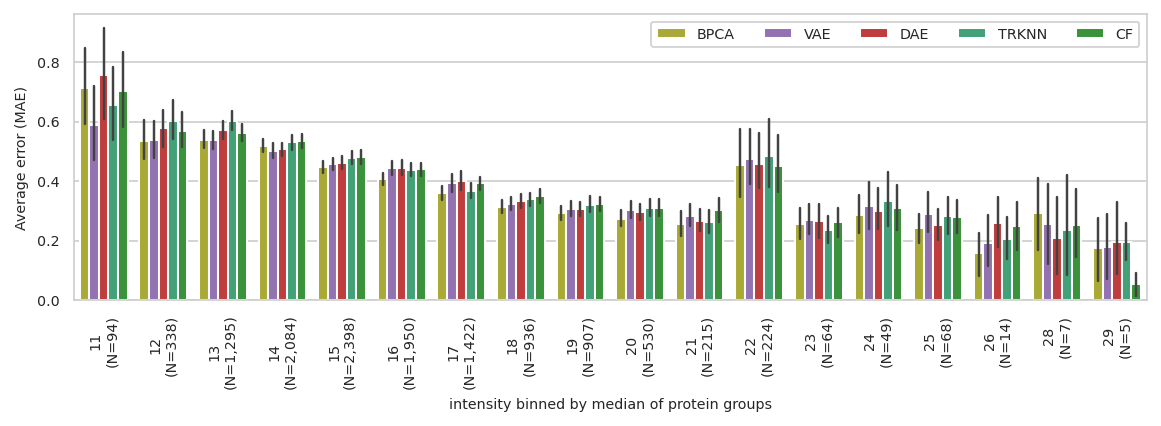 BPCA VAE DAE TRKNN CF
Average error (MAE)
0.8
0.6
0.4
0.2
0.0
11
(N=94)
12
(N=338)
13
(N=1,295)
14
(N=2,084)
15
(N=2,398)
16
(N=1,950)
17
(N=1,422)
18
(N=936)
19
(N=907)
20
(N=530)
21
(N=215)
22
(N=224)
23
(N=64)
24
(N=49)
25
(N=68)
26
(N=14)
28
(N=7)
29
(N=5)
intensity binned by median of protein groups